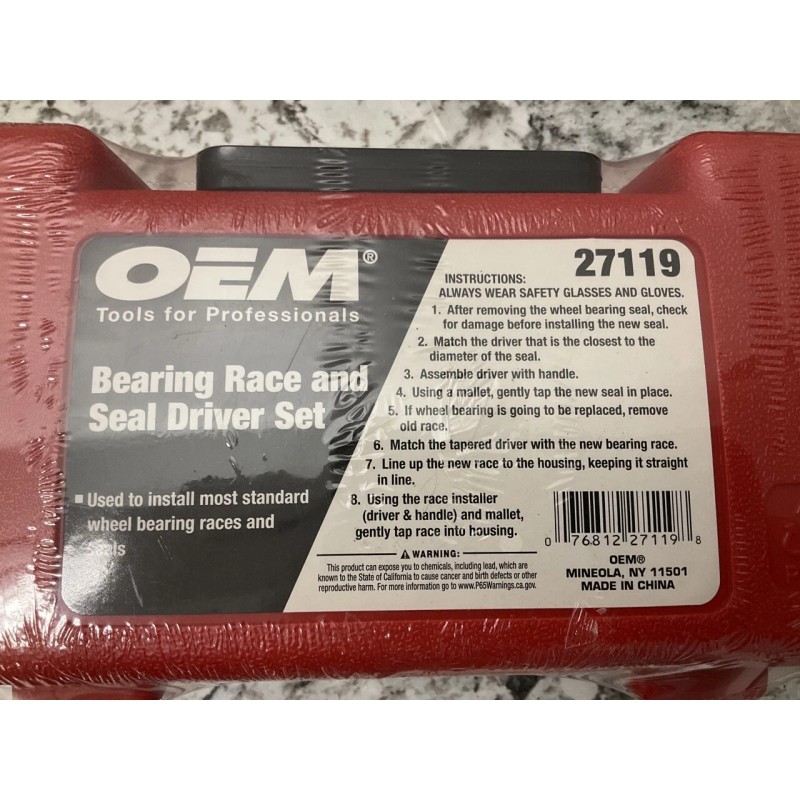 OEM®
Tools for Professionals
Bearing Race and
Seal Driver Set
▪ Used to install most standard
wheel bearing races and
seals
27119
INSTRUCTIONS:
ALWAYS WEAR SAFETY GLASSES AND GLOVES.
1. After removing the wheel bearing seal, check
for damage before installing the new seal.
2. Match the driver that is the closest to the
diameter of the seal.
3. Assemble driver with handle.
4. Using a mallet, gently tap the new seal in place.
5. If wheel bearing is going to be replaced, remove
old race.
6. Match the tapered driver with the new bearing race.
7. Line up the new race to the housing, keeping it straight
in line.
8. Using the race installer
(driver & handle) and mallet,
gently tap race into housing.
⚠ WARNING:
This product can expose you to chemicals, including lead, which are
known to the State of California to cause cancer and birth defects or other
reproductive harm. For more information go to www.P65Warnings.ca.gov.
0 76812 27119 8
OEM®
MINEOLA, NY 11501
MADE IN CHINA